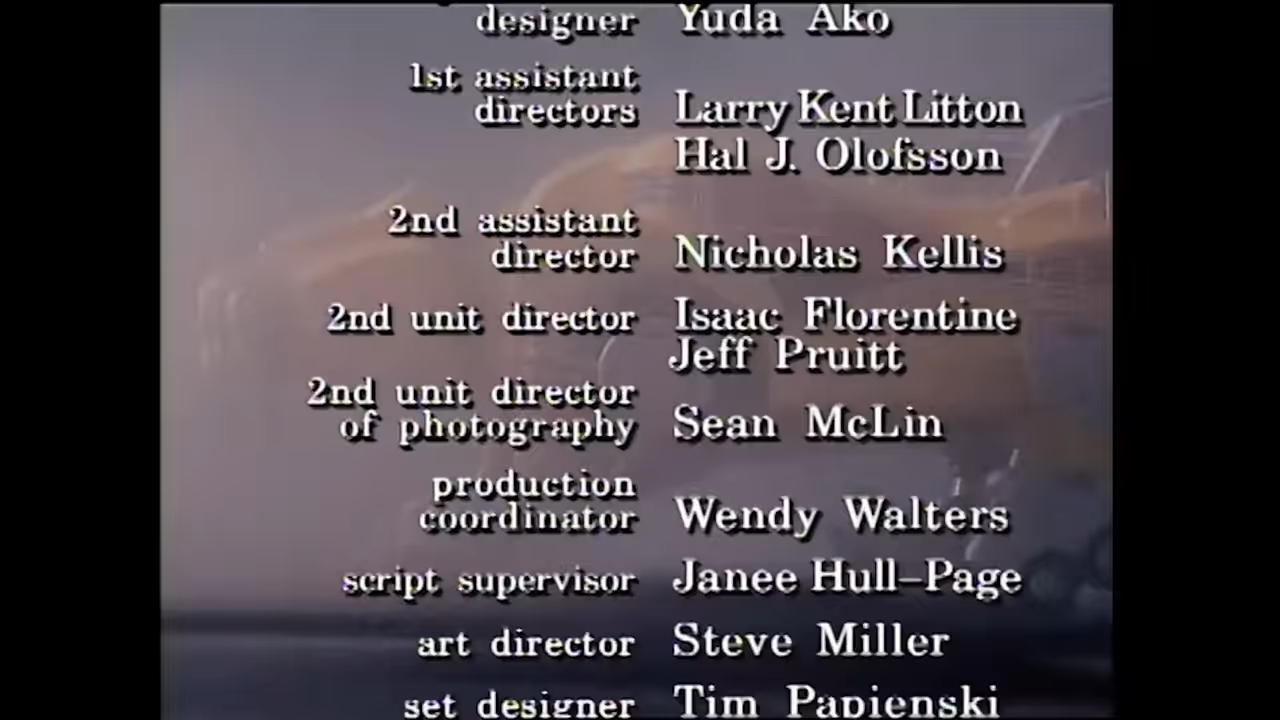 designer Yuda Ako
1st assistant
directors Larry Kent Litton
Hal J. Olofsson
2nd assistant
director Nicholas Kellis
2nd unit director Isaac Florentine
Jeff Pruitt
2nd unit director
of photography Sean McLin
production
coordinator Wendy Walters
script supervisor Janee Hull-Page
art director Steve Miller
set designer Tim Papienski